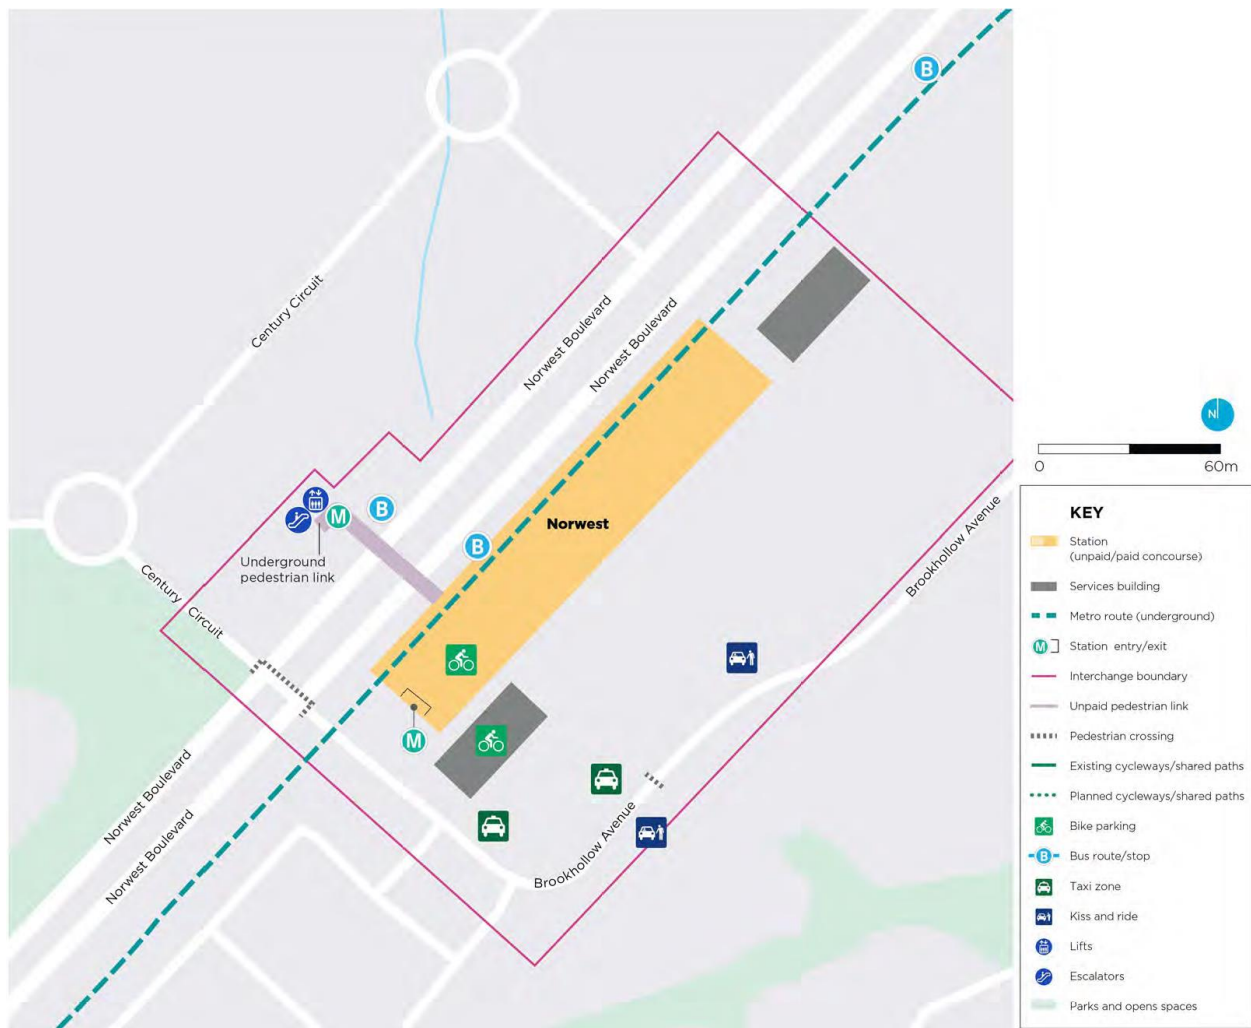 B
Century Circuit
Norwest Boulevard
Norwest Boulevard
M
B
B
Norwest
Underground
pedestrian link
Century Circuit
Brookhollow Avenue
M
Norwest Boulevard
Norwest Boulevard
Brookhollow Avenue
N
0 60m
KEY
Station
(unpaid/paid concourse)
Services building
Metro route (underground)
M Station entry/exit
Interchange boundary
Unpaid pedestrian link
Pedestrian crossing
Existing cycleways/shared paths
Planned cycleways/shared paths
Bike parking
B Bus route/stop
Taxi zone
Kiss and ride
Lifts
Escalators
Parks and opens spaces